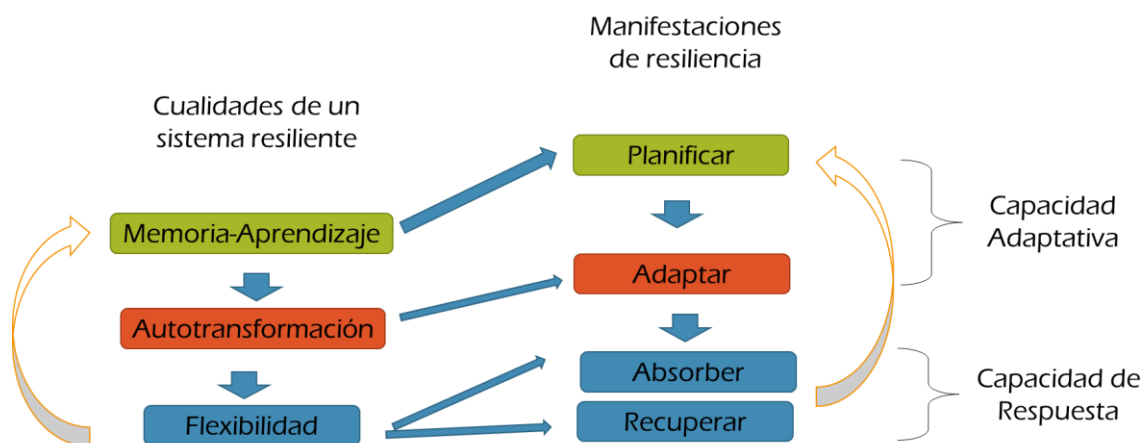 Manifestaciones
de resiliencia
Cualidades de un
sistema resiliente
Planificar
Memoria-Aprendizaje
Capacidad
Adaptativa
Adaptar
Autotransformación
Absorber
Capacidad de
Respuesta
Flexibilidad
Recuperar